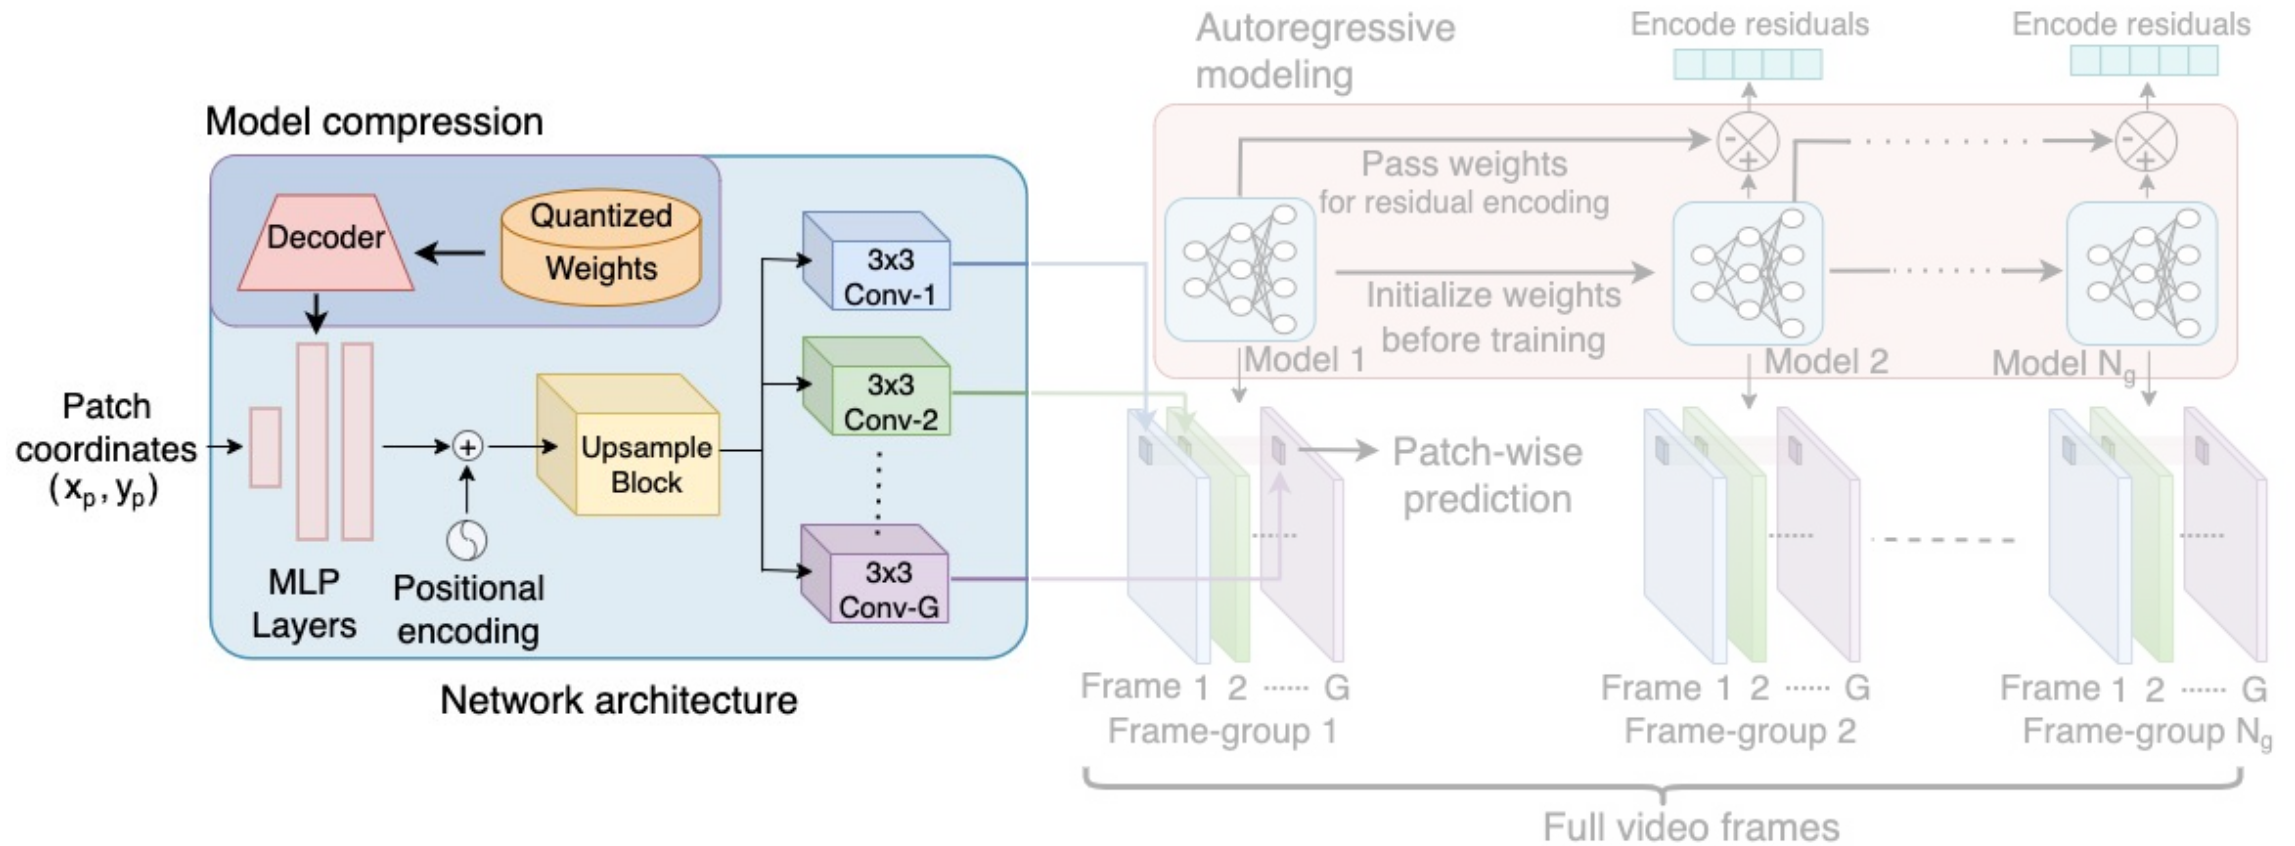 Autoregressive
modeling
Encode residuals
Encode residuals
Model compression
Decoder
Quantized
Weights
-
+
-
+
Pass weights
for residual encoding
Initialize weights
before training
Model 1
Model 2
Model Ng
3x3
Conv-1
3x3
Conv-2
3x3
Conv-G
Patch
coordinates
(xp, yp)
+
Upsample
Block
MLP
Layers
Positional
encoding
Network architecture
Patch-wise
prediction
Frame 1 2 ...... G
Frame-group 1
Frame 1 2 ...... G
Frame-group 2
Frame 1 2 ...... G
Frame-group Ng
Full video frames